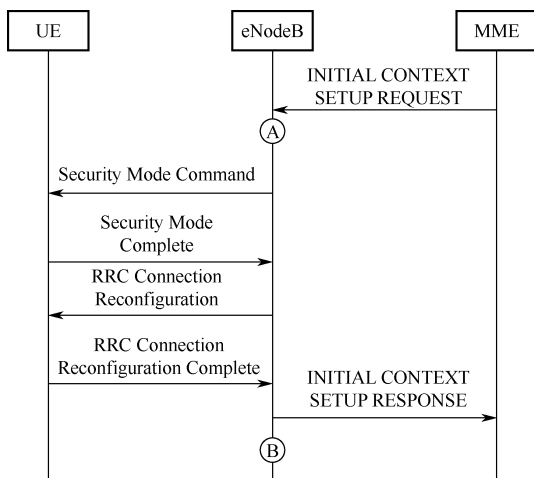 UE
eNodeB
MME
INITIAL CONTEXT
SETUP REQUEST
A
Security Mode Command
Security Mode
Complete
RRC Connection
Reconfiguration
RRC Connection
Reconfiguration Complete
INITIAL CONTEXT
SETUP RESPONSE
B